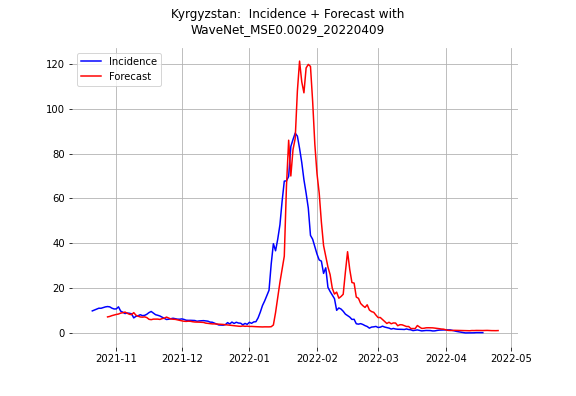 Kyrgyzstan:  Incidence + Forecast with
WaveNet_MSE0.0029_20220409
Incidence
Forecast
120
100
80
60
40
20
0
2021-11 2021-12 2022-01 2022-02 2022-03 2022-04 2022-05